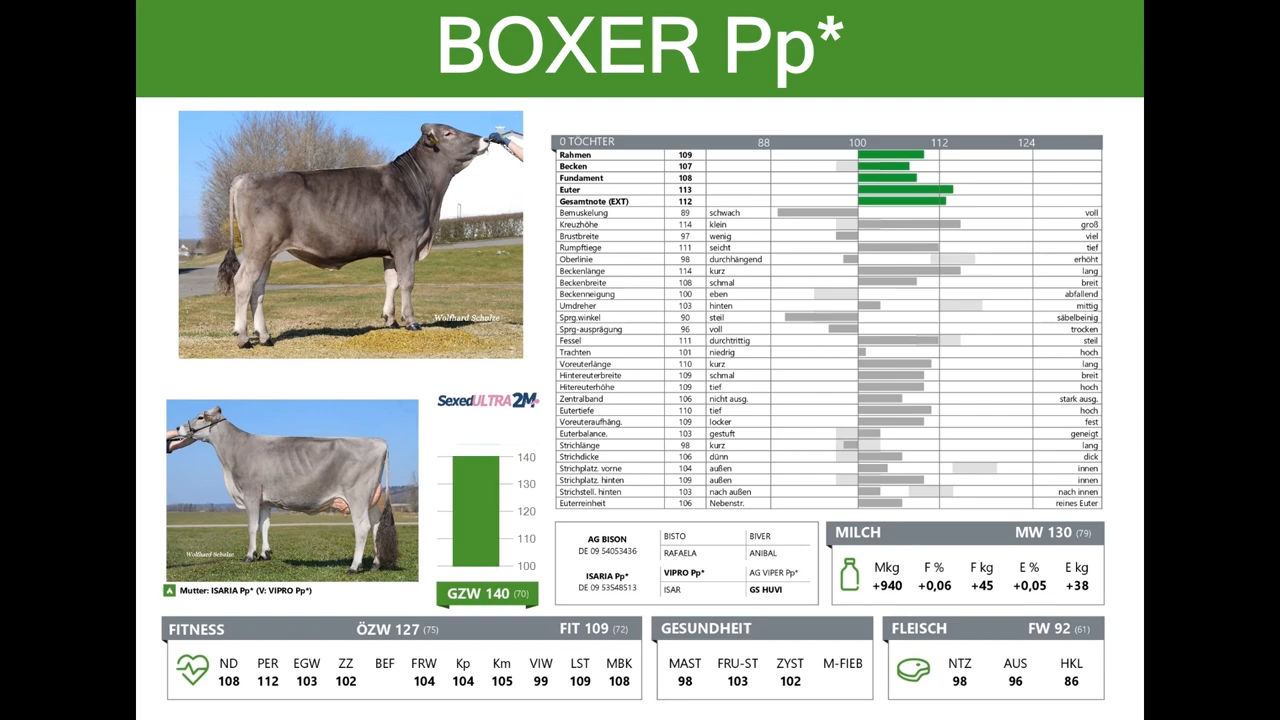 BOXER Pp*
Wolfhard Schulte
0 TÖCHTER 88 100 112 124
Rahmen 109
Becken 107
Fundament 108
Euter 113
Gesamtnote (EXT) 112
Bemuskelung 89 schwach voll
Kreuzhöhe 114 klein groß
Brustbreite 97 wenig viel
Rumpftiege 111 seicht tief
Oberlinie 98 durchhängend erhöht
Beckenlänge 114 kurz lang
Beckenbreite 108 schmal breit
Beckenneigung 100 eben abfallend
Umdreher 103 hinten mittig
Sprg.winkel 90 steil säbelbeinig
Sprg-ausprägung 96 voll trocken
Fessel 111 durchtrittig steil
Trachten 101 niedrig hoch
Voreuterlänge 110 kurz lang
Hintereuterbreite 109 schmal breit
Hitereuterhöhe 109 tief hoch
Zentralband 106 nicht ausg. stark ausg.
Eutertiefe 110 tief hoch
Voreuteraufhäng. 109 locker fest
Euterbalance. 103 gestuft geneigt
Strichlänge 98 kurz lang
Strichdicke 106 dünn dick
Strichplatz. vorne 104 außen innen
Strichplatz. hinten 109 außen innen
Strichstell. hinten 103 nach außen nach innen
Euterreinheit 106 Nebenstr. reines Euter
SexedULTRA2M
140
130
120
110
100
GZW 140 (70)
Wolfhard Schulte
Mutter: ISARIA Pp* (V: VIPRO Pp*)
AG BISON
DE 09 54053436
ISARIA Pp*
DE 09 53548513
BISTO BIVER
RAFAELA ANIBAL
VIPRO Pp* AG VIPER Pp*
ISAR GS HUVI
MILCH MW 130 (79)
Mkg F % F kg E % E kg
+940 +0,06 +45 +0,05 +38
FITNESS ÖZW 127 (75) FIT 109 (72)
ND PER EGW ZZ BEF FRW Kp Km VIW LST MBK
108 112 103 102 104 104 105 99 109 108
GESUNDHEIT
MAST FRU-ST ZYST M-FIEB
98 103 102
FLEISCH FW 92 (61)
NTZ AUS HKL
98 96 86